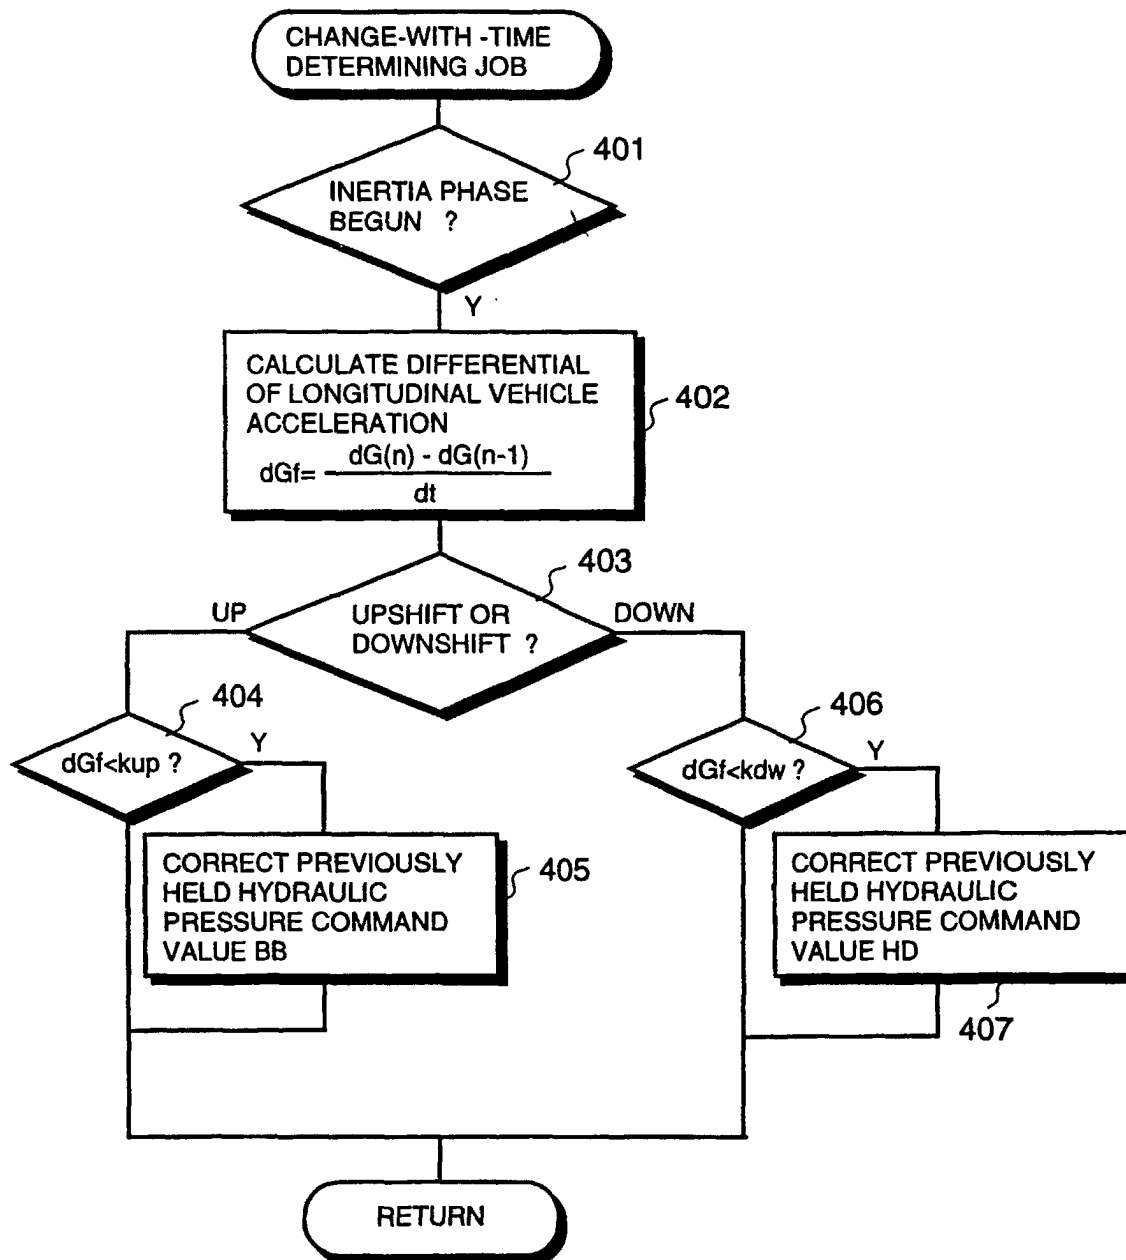 CHANGE-WITH -TIME
DETERMINING JOB
401
INERTIA PHASE
BEGUN ?
Y
CALCULATE DIFFERENTIAL
OF LONGITUDINAL VEHICLE
ACCELERATION
dGf= dG(n) - dG(n-1)
dt
402
403
UP
UPSHIFT OR
DOWNSHIFT ?
DOWN
404
dGf<kup ?
Y
CORRECT PREVIOUSLY
HELD HYDRAULIC
PRESSURE COMMAND
VALUE BB
405
406
dGf<kdw ?
Y
CORRECT PREVIOUSLY
HELD HYDRAULIC
PRESSURE COMMAND
VALUE HD
407
RETURN